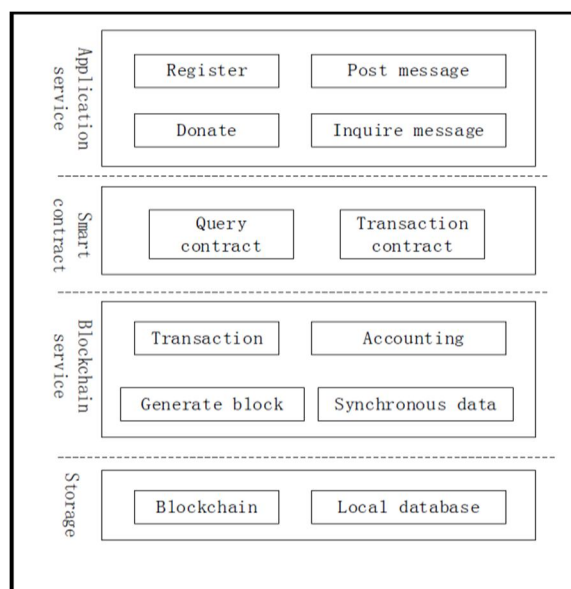 Application
service
Register
Post message
Donate
Inquire message
Smart
contract
Query
contract
Transaction
contract
Blockchain
service
Transaction
Accounting
Generate block
Synchronous data
Storage
Blockchain
Local database